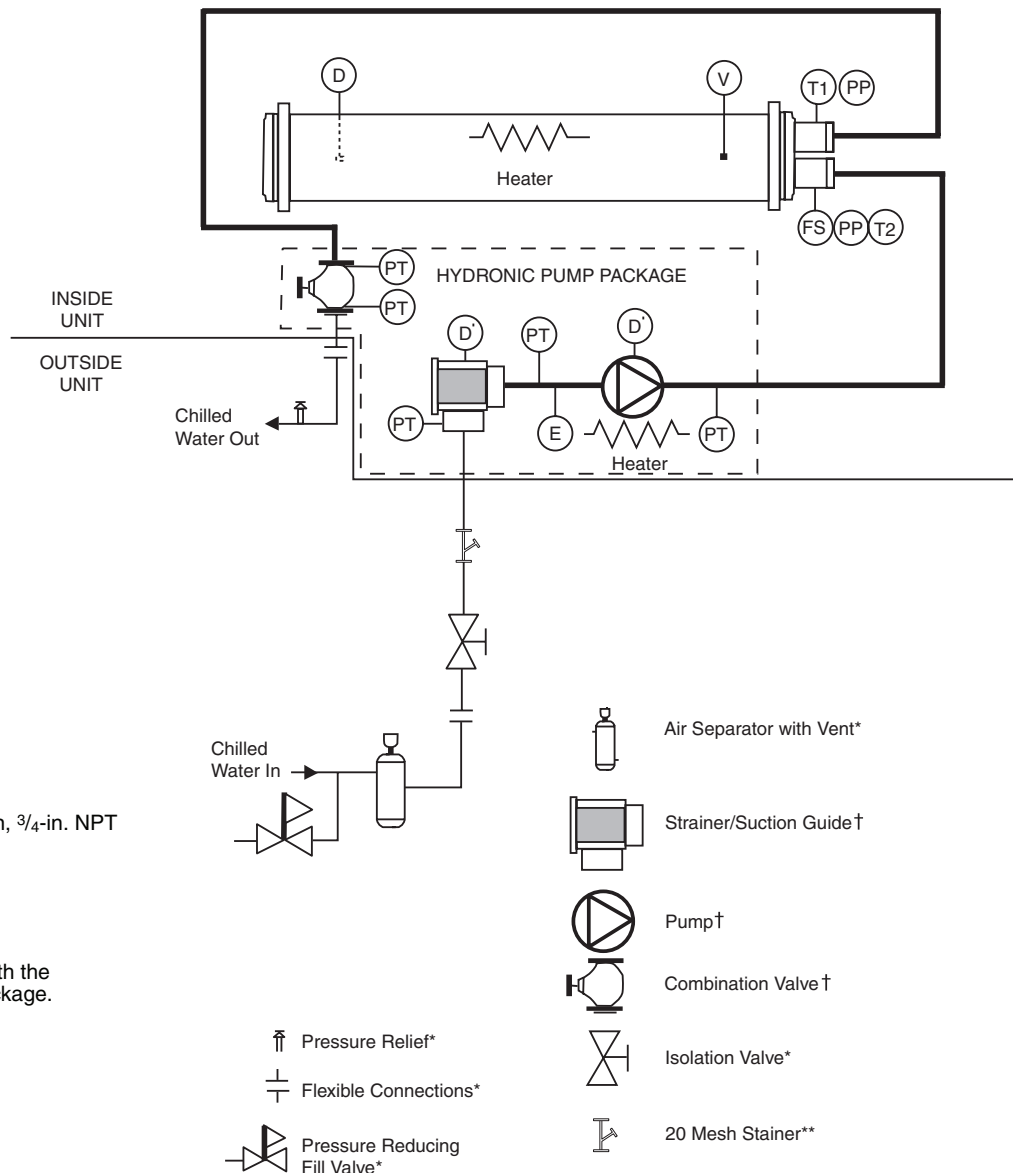 D
V
T1 PP
Heater
FS PP T2
PT
HYDRONIC PUMP PACKAGE
PT
INSIDE
UNIT
OUTSIDE
UNIT
D*
PT
D*
Chilled
Water Out
PT
E
PT
Heater
Chilled
Water In
Air Separator with Vent*
n, 3/4-in. NPT
Strainer/Suction Guide†
Pump†
th the
ckage.
Combination Valve†
Pressure Relief*
Isolation Valve*
Flexible Connections*
20 Mesh Stainer**
Pressure Reducing
Fill Valve*